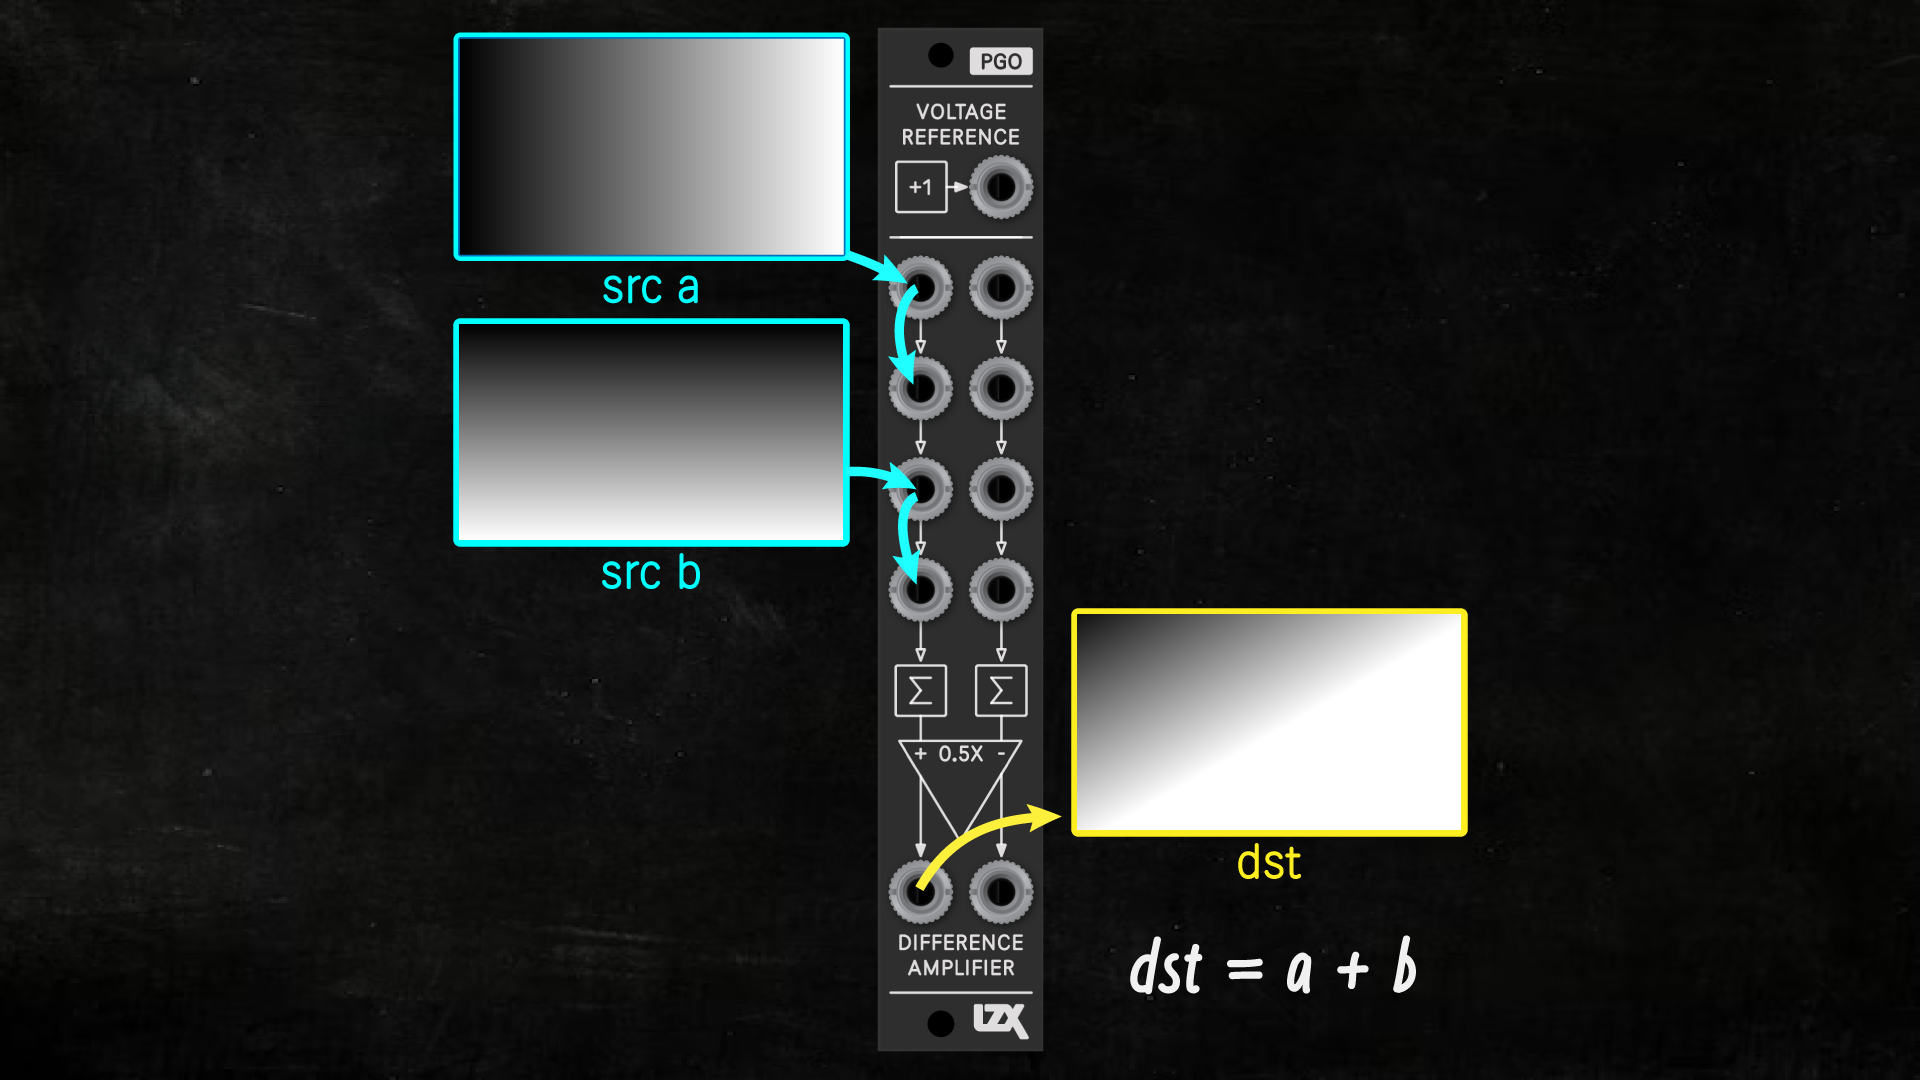 PGO
VOLTAGE
REFERENCE
+1
src a
src b
Σ Σ
+ 0.5X -
dst
DIFFERENCE
AMPLIFIER
dst = a + b
LZX